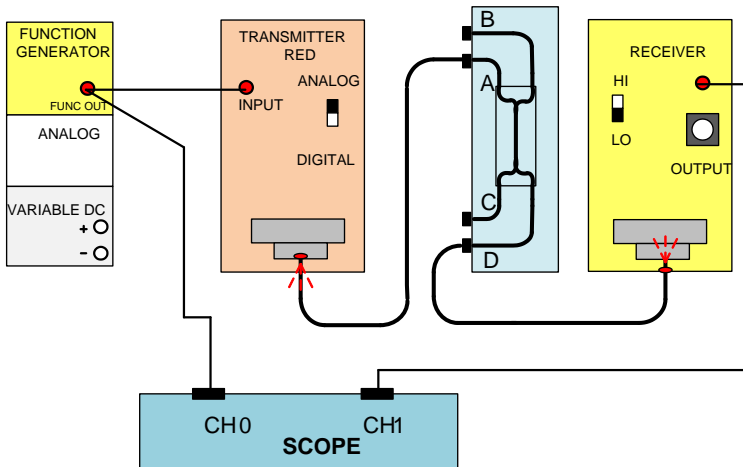 FUNCTION
GENERATOR
FUNC OUT
ANALOG
VARIABLE DC
+
-
TRANSMITTER
RED
ANALOG
INPUT
DIGITAL
B
A
C
D
RECEIVER
HI
LO
OUTPUT
CH0
CH1
SCOPE